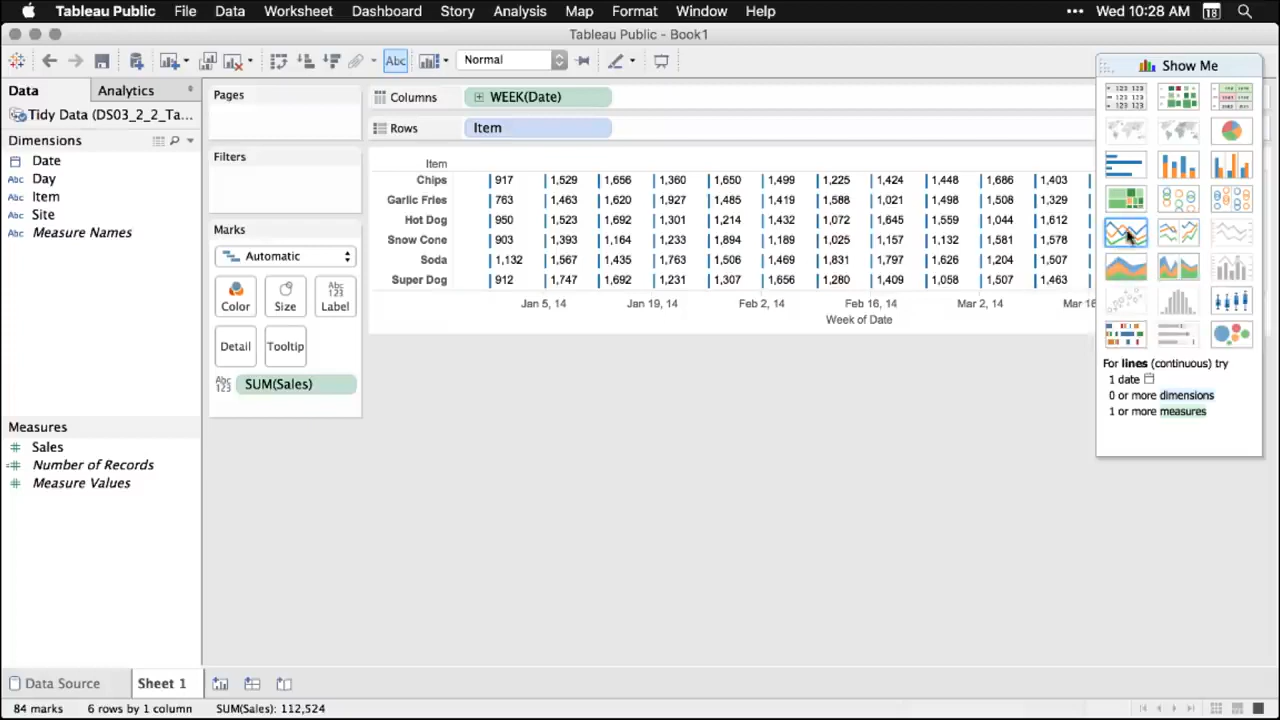 Tableau Public File Data Worksheet Dashboard Story Analysis Map Format Window Help ••• Wed 10:28 AM 18
Tableau Public - Book1
Abc Normal
Show Me
Data Analytics
Tidy Data (DS03_2_2_Ta...
Dimensions
Date
Abc Day
Abc Item
Abc Site
Abc Measure Names
Measures
Sales
Number of Records
Measure Values
Pages
Filters
Marks
Automatic
Color Size Abc 123 Label
Detail Tooltip
Abc 123 SUM(Sales)
Columns WEEK(Date)
Rows Item
Item
Chips 917 1,529 1,656 1,360 1,650 1,499 1,225 1,424 1,448 1,686 1,403
Garlic Fries 763 1,463 1,620 1,927 1,485 1,419 1,588 1,021 1,498 1,508 1,329
Hot Dog 950 1,523 1,692 1,301 1,214 1,432 1,072 1,645 1,559 1,044 1,612
Snow Cone 903 1,393 1,164 1,233 1,894 1,189 1,025 1,157 1,132 1,581 1,578
Soda 1,132 1,567 1,435 1,763 1,506 1,469 1,831 1,797 1,626 1,204 1,507
Super Dog 912 1,747 1,692 1,231 1,307 1,656 1,280 1,409 1,058 1,507 1,463
Jan 5, 14 Jan 19, 14 Feb 2, 14 Feb 16, 14 Mar 2, 14 Mar 16
Week of Date
For lines (continuous) try
1 date
0 or more dimensions
1 or more measures
Data Source Sheet 1
84 marks 6 rows by 1 column SUM(Sales): 112,524